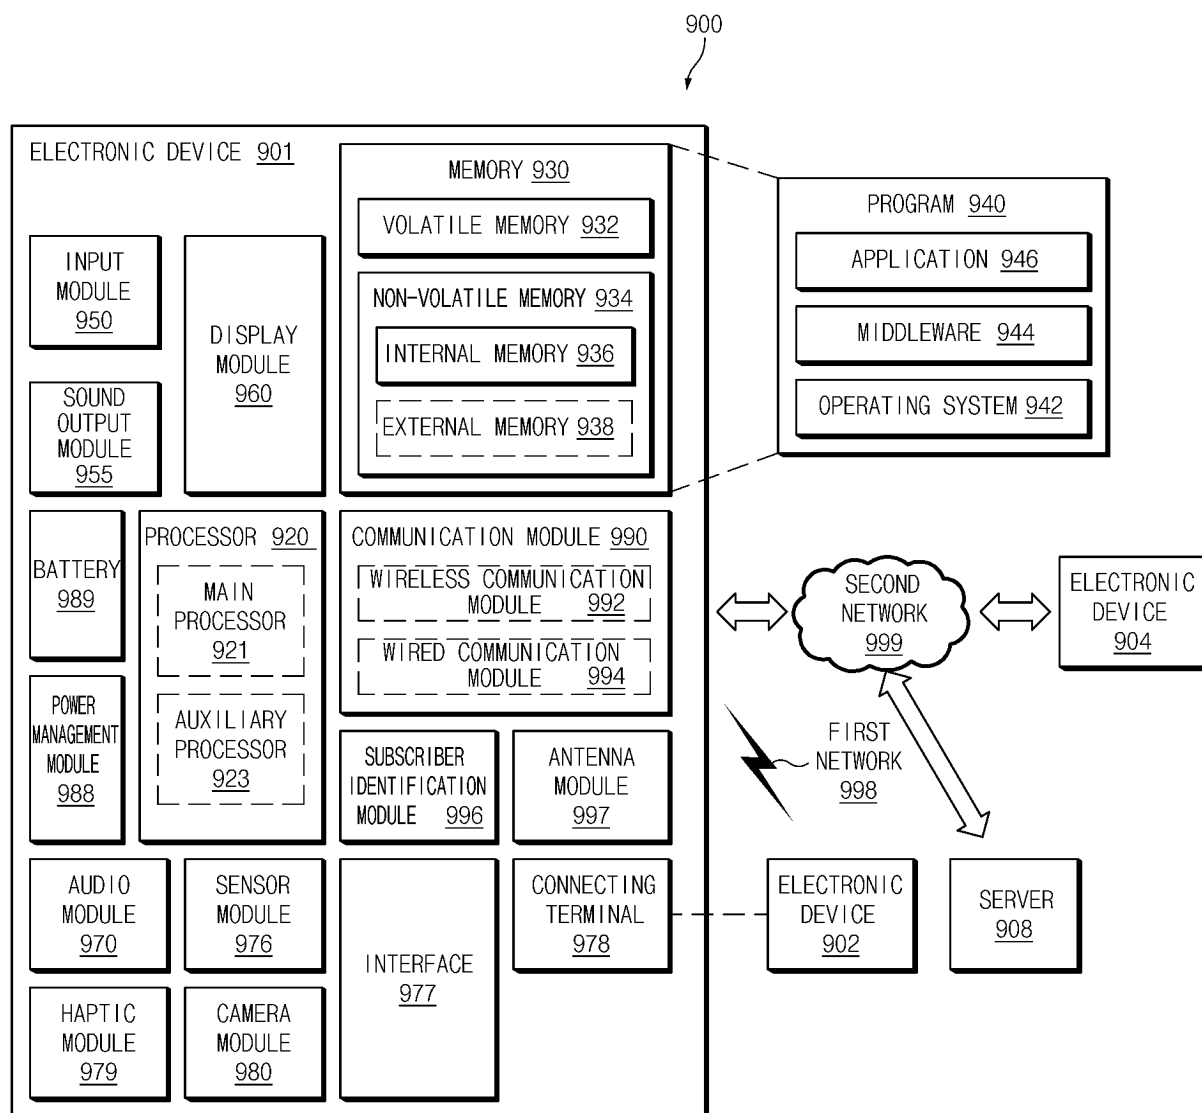 900
ELECTRONIC DEVICE 901
MEMORY 930
VOLATILE MEMORY 932
NON-VOLATILE MEMORY 934
INTERNAL MEMORY 936
EXTERNAL MEMORY 938
PROGRAM 940
APPLICATION 946
MIDDLEWARE 944
OPERATING SYSTEM 942
INPUT
MODULE
950
SOUND
OUTPUT
MODULE
955
DISPLAY
MODULE
960
BATTERY
989
POWER
MANAGEMENT
MODULE
988
PROCESSOR 920
MAIN
PROCESSOR
921
AUXILIARY
PROCESSOR
923
COMMUNICATION MODULE 990
WIRELESS COMMUNICATION
MODULE 992
WIRED COMMUNICATION
MODULE 994
SUBSCRIBER
IDENTIFICATION
MODULE 996
ANTENNA
MODULE
997
SECOND
NETWORK
999
ELECTRONIC
DEVICE
904
FIRST
NETWORK
998
AUDIO
MODULE
970
SENSOR
MODULE
976
INTERFACE
977
CONNECTING
TERMINAL
978
ELECTRONIC
DEVICE
902
SERVER
908
HAPTIC
MODULE
979
CAMERA
MODULE
980